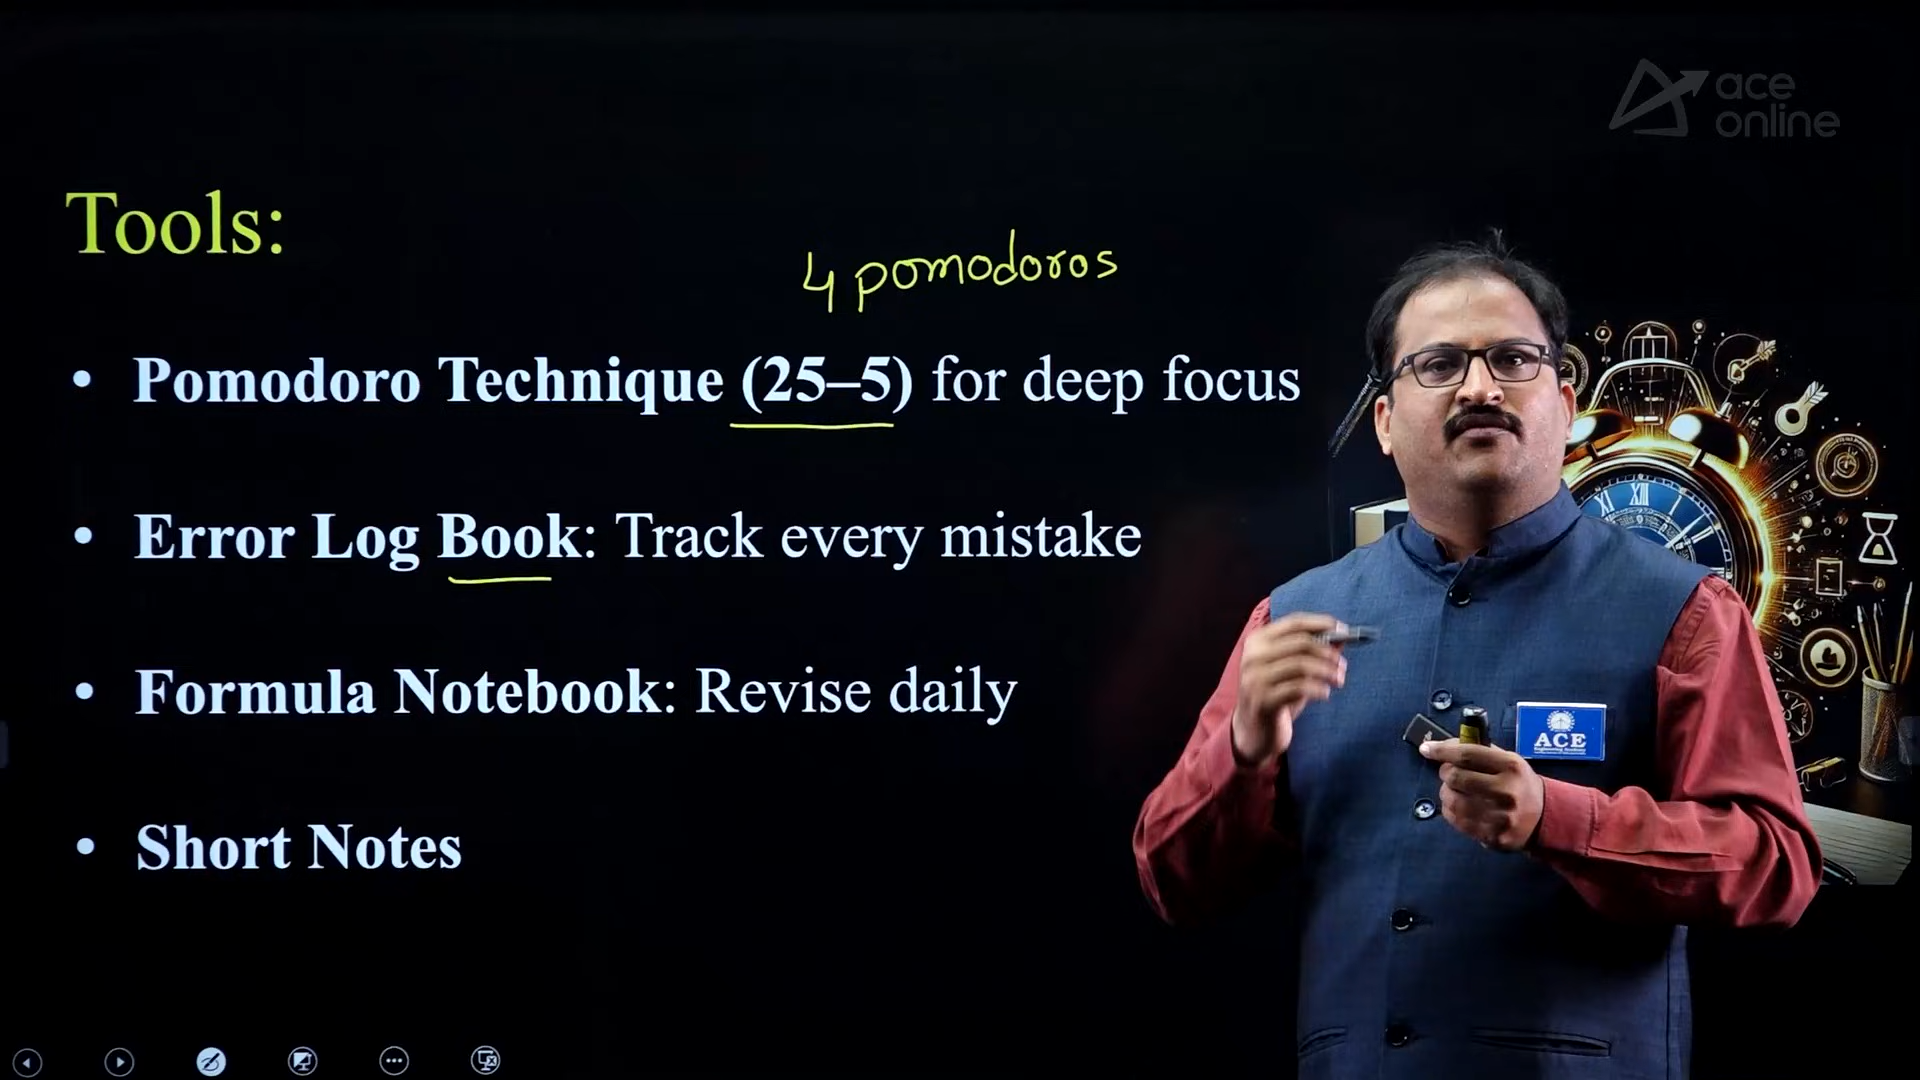 ace
online
Tools:
4 pomodoros
• Pomodoro Technique (25–5) for deep focus
• Error Log Book: Track every mistake
• Formula Notebook: Revise daily
• Short Notes
ACE